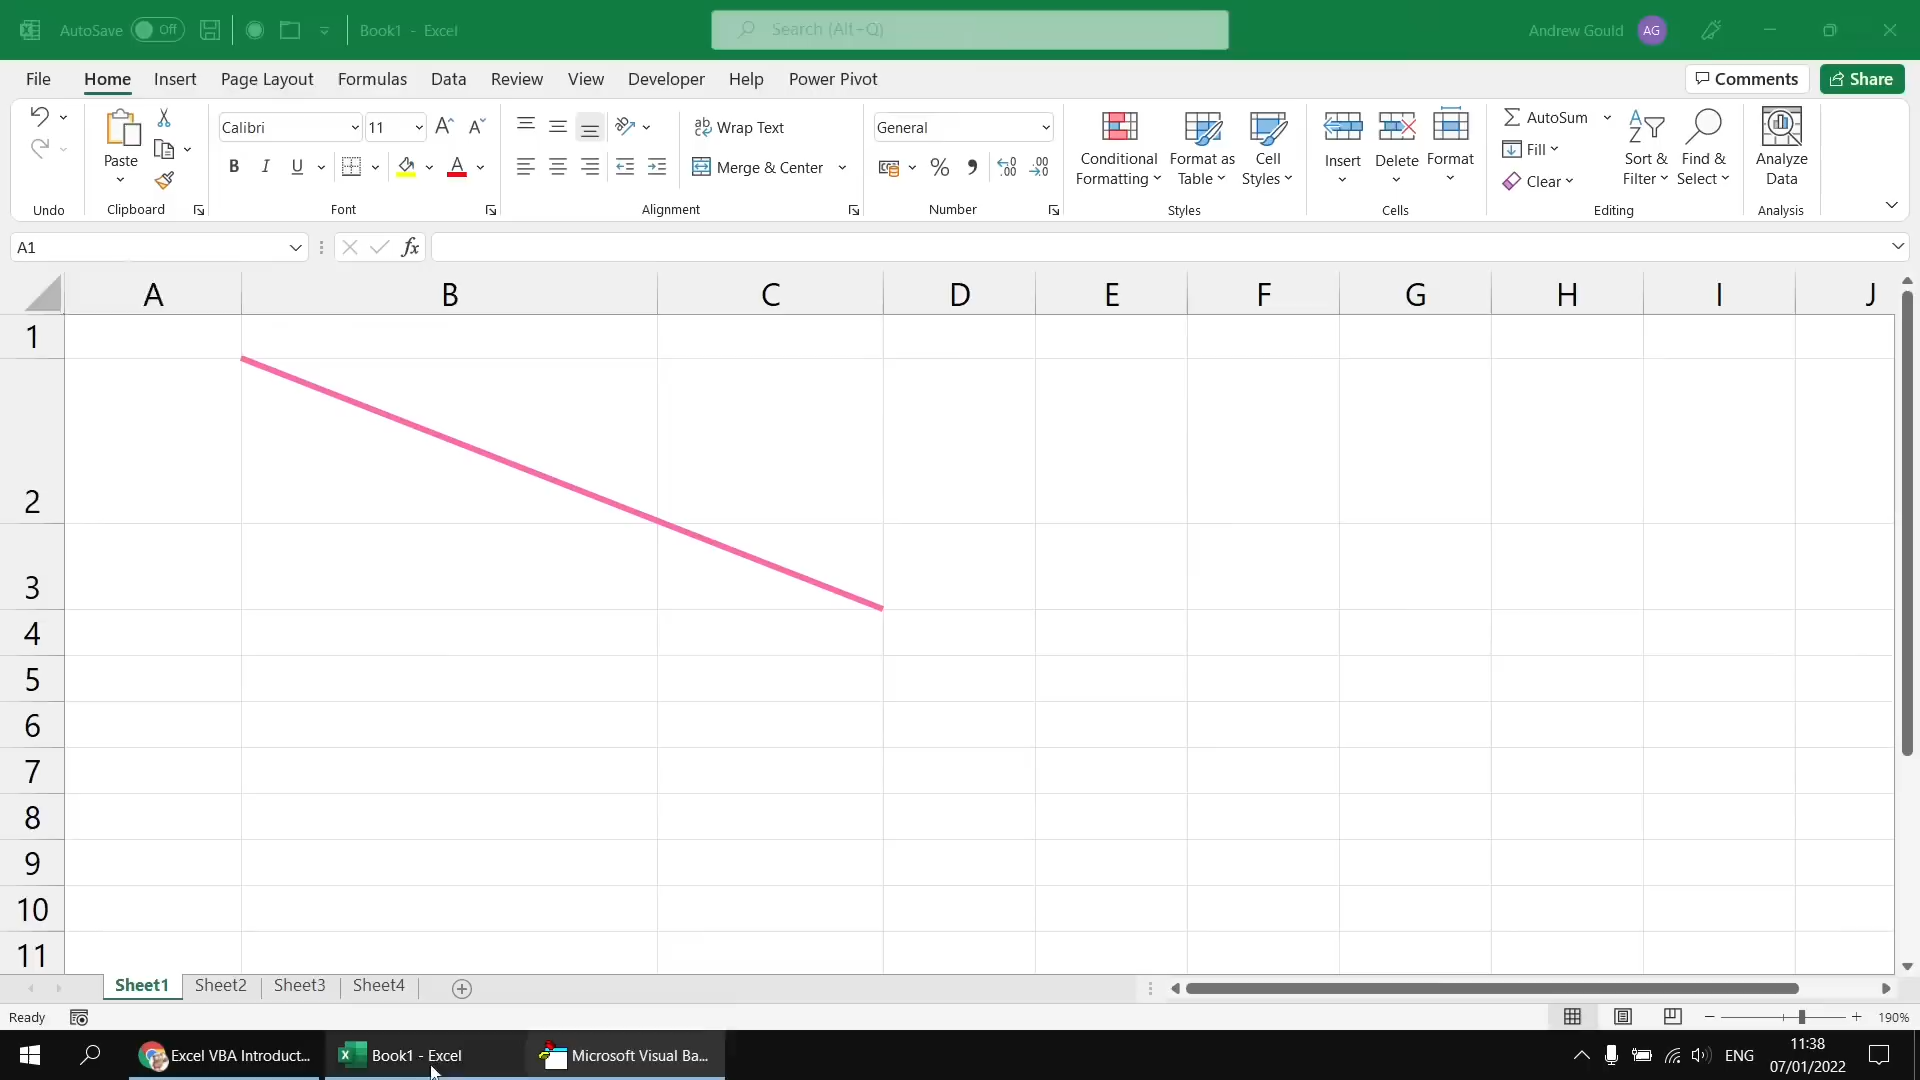 AutoSave Off Book1 - Excel Search (Alt+Q) Andrew Gould AG
File Home Insert Page Layout Formulas Data Review View Developer Help Power Pivot Comments Share
Calibri 11 A A ab Wrap Text General AutoSum
Paste B I U A Merge & Center % Conditional Formatting Format as Table Cell Styles Insert Delete Format Fill Clear Sort & Filter Find & Select Analyze Data
Undo Clipboard Font Alignment Number Styles Cells Editing Analysis
A1 fx
A B C D E F G H I J
1
2
3
4
5
6
7
8
9
10
11
Sheet1 Sheet2 Sheet3 Sheet4
Ready 190%
Excel VBA Introduct... Book1 - Excel Microsoft Visual Ba... ENG 11:38
07/01/2022